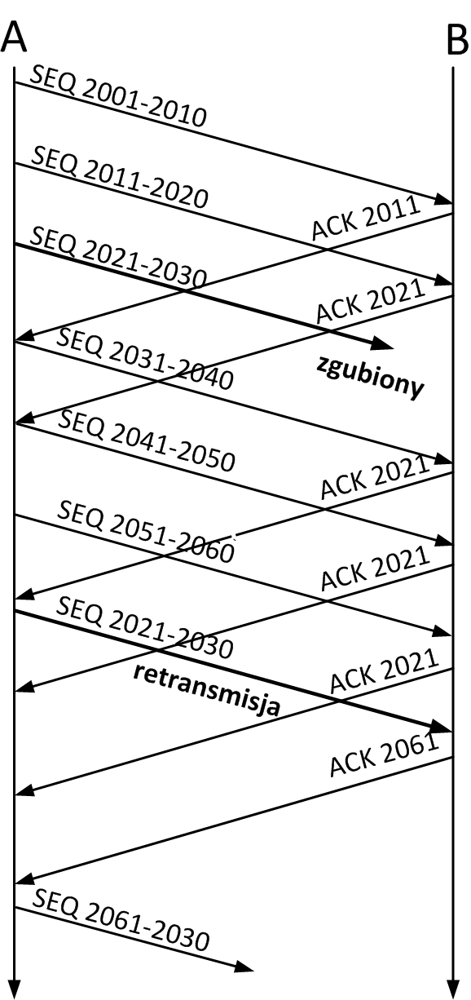 A
B
SEQ 2001-2010
SEQ 2011-2020
ACK 2011
SEQ 2021-2030
ACK 2021
zgubiony
SEQ 2031-2040
SEQ 2041-2050
ACK 2021
SEQ 2051-2060
ACK 2021
SEQ 2021-2030
retransmisja
ACK 2021
ACK 2061
SEQ 2061-2030